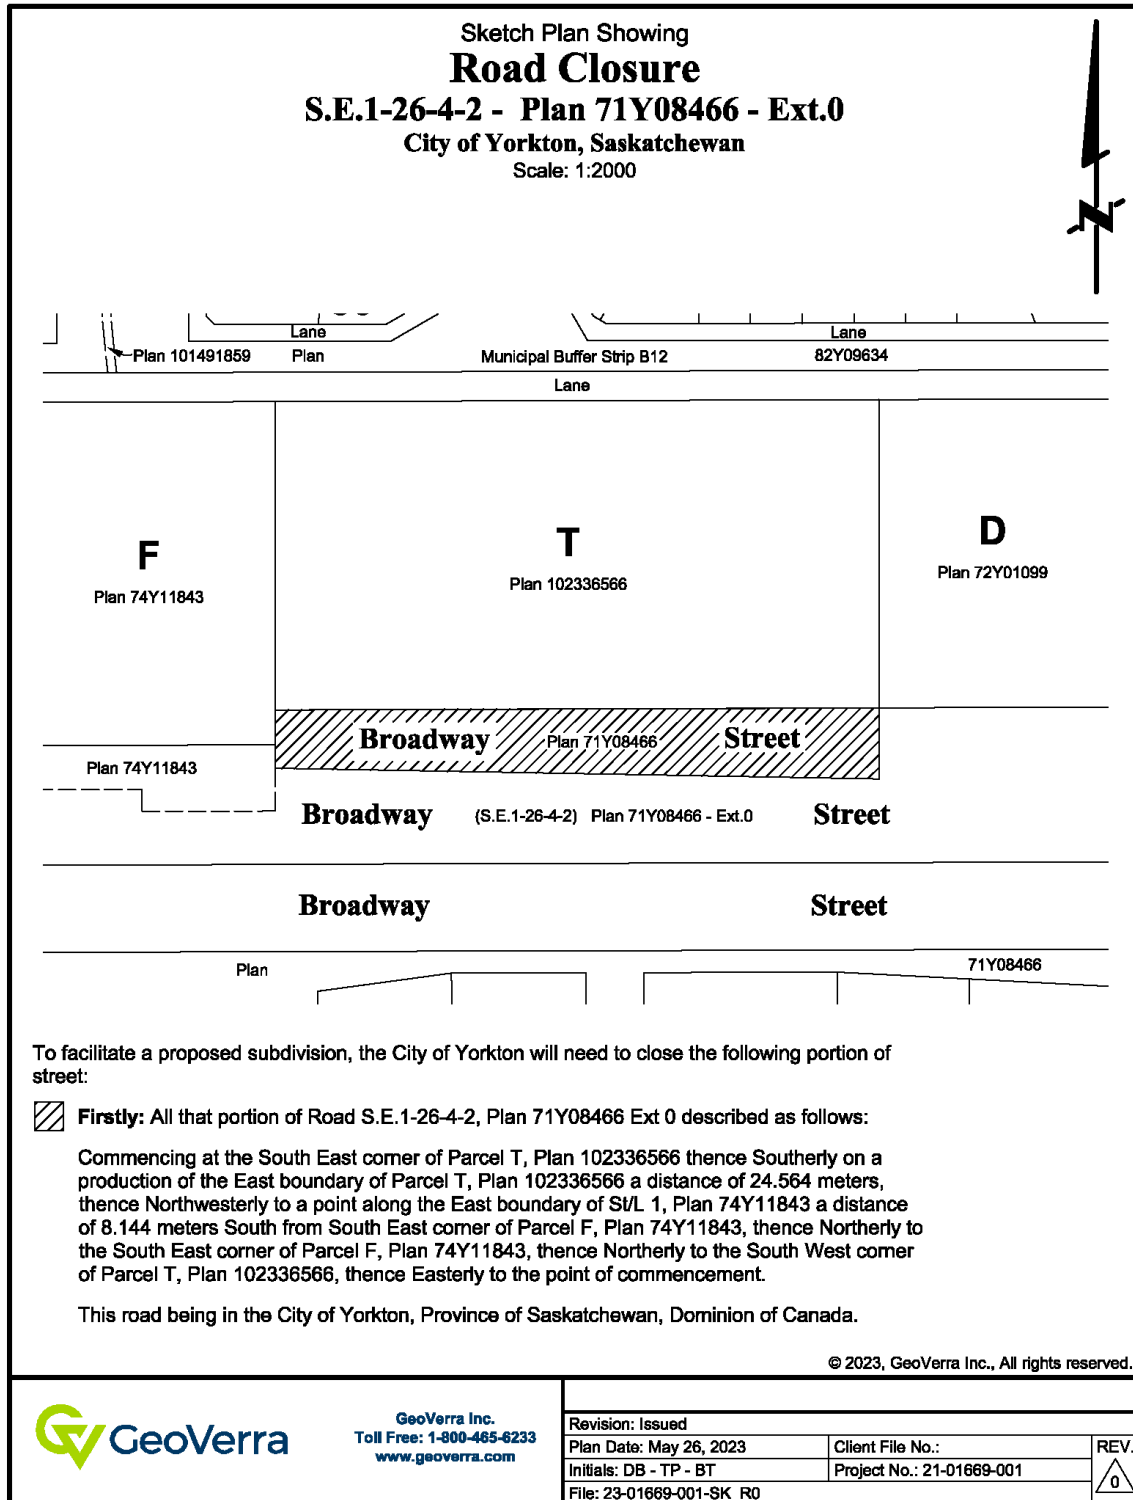 Sketch Plan Showing
Road Closure
S.E.1-26-4-2 - Plan 71Y08466 - Ext.0
City of Yorkton, Saskatchewan
Scale: 1:2000
N
Lane
Lane
Plan 101491859
Plan
Municipal Buffer Strip B12
82Y09634
Lane
F
Plan 74Y11843
T
Plan 102336566
D
Plan 72Y01099
Broadway
Plan 71Y08466
Street
Plan 74Y11843
Broadway
(S.E.1-26-4-2) Plan 71Y08466 - Ext.0
Street
Broadway
Street
Plan
71Y08466
To facilitate a proposed subdivision, the City of Yorkton will need to close the following portion of
street:
Firstly: All that portion of Road S.E.1-26-4-2, Plan 71Y08466 Ext 0 described as follows:
Commencing at the South East corner of Parcel T, Plan 102336566 thence Southerly on a
production of the East boundary of Parcel T, Plan 102336566 a distance of 24.564 meters,
thence Northwesterly to a point along the East boundary of St/L 1, Plan 74Y11843 a distance
of 8.144 meters South from South East corner of Parcel F, Plan 74Y11843, thence Northerly to
the South East corner of Parcel F, Plan 74Y11843, thence Northerly to the South West corner
of Parcel T, Plan 102336566, thence Easterly to the point of commencement.
This road being in the City of Yorkton, Province of Saskatchewan, Dominion of Canada.
© 2023, GeoVerra Inc., All rights reserved.
GeoVerra
GeoVerra Inc.
Toll Free: 1-800-465-6233
www.geoverra.com
Revision: Issued
Plan Date: May 26, 2023
Client File No.:
REV.
Initials: DB - TP - BT
Project No.: 21-01669-001
0
File: 23-01669-001-SK_R0